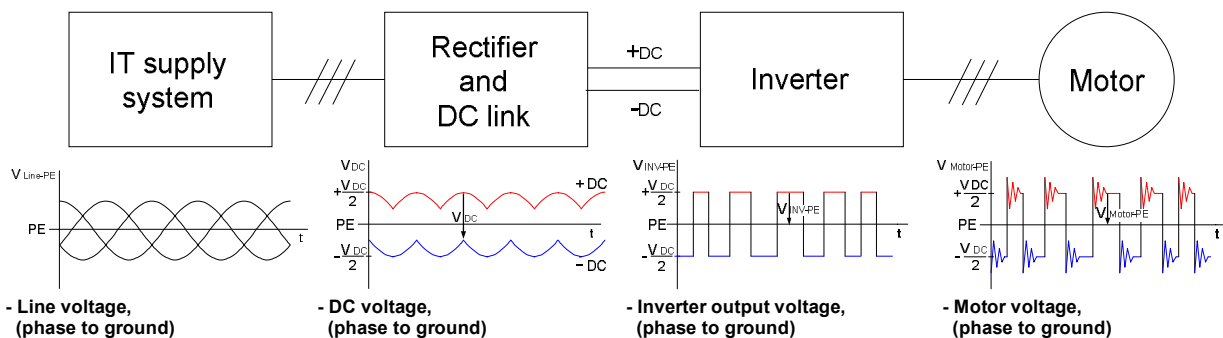 IT supply
system
Rectifier
and
DC link
+DC
-DC
Inverter
Motor
V Line-PE
PE
t
- Line voltage,
(phase to ground)
VDC
+VDC
2
PE
-VDC
2
+DC
VDC
t
-DC
- DC voltage,
(phase to ground)
VINV-PE
+VDC
2
PE
-VDC
2
VINV-PE
t
- Inverter output voltage,
(phase to ground)
V Motor-PE
+VDC
2
PE
-VDC
2
VMotor-PE
t
- Motor voltage,
(phase to ground)